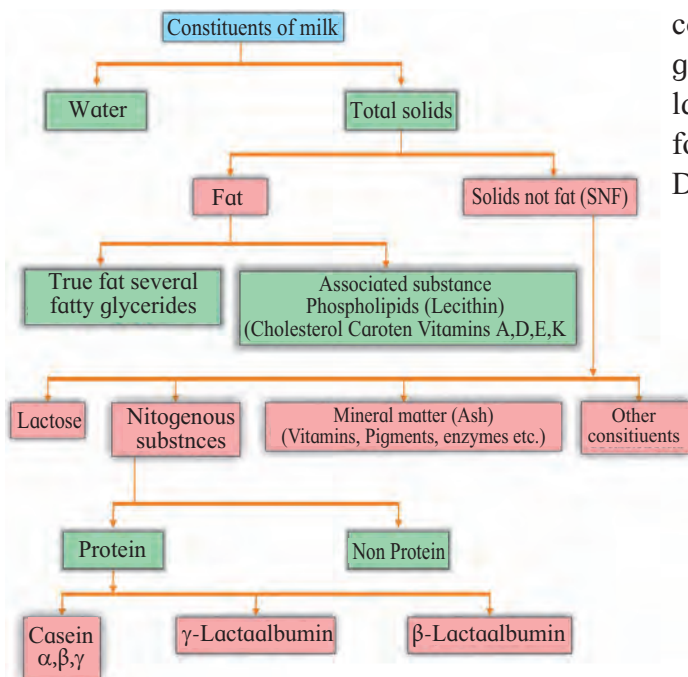 Constituents of milk
Water
Total solids
Fat
Solids not fat (SNF)
True fat several
fatty glycerides
Associated substance
Phospholipids (Lecithin)
(Cholesterol Caroten Vitamins A,D,E,K
Lactose
Nitogenous
substnces
Mineral matter (Ash)
(Vitamins, Pigments, enzymes etc.)
Other
consitiuents
Protein
Non Protein
Casein
α,β,γ
γ-Lactaalbumin
β-Lactaalbumin